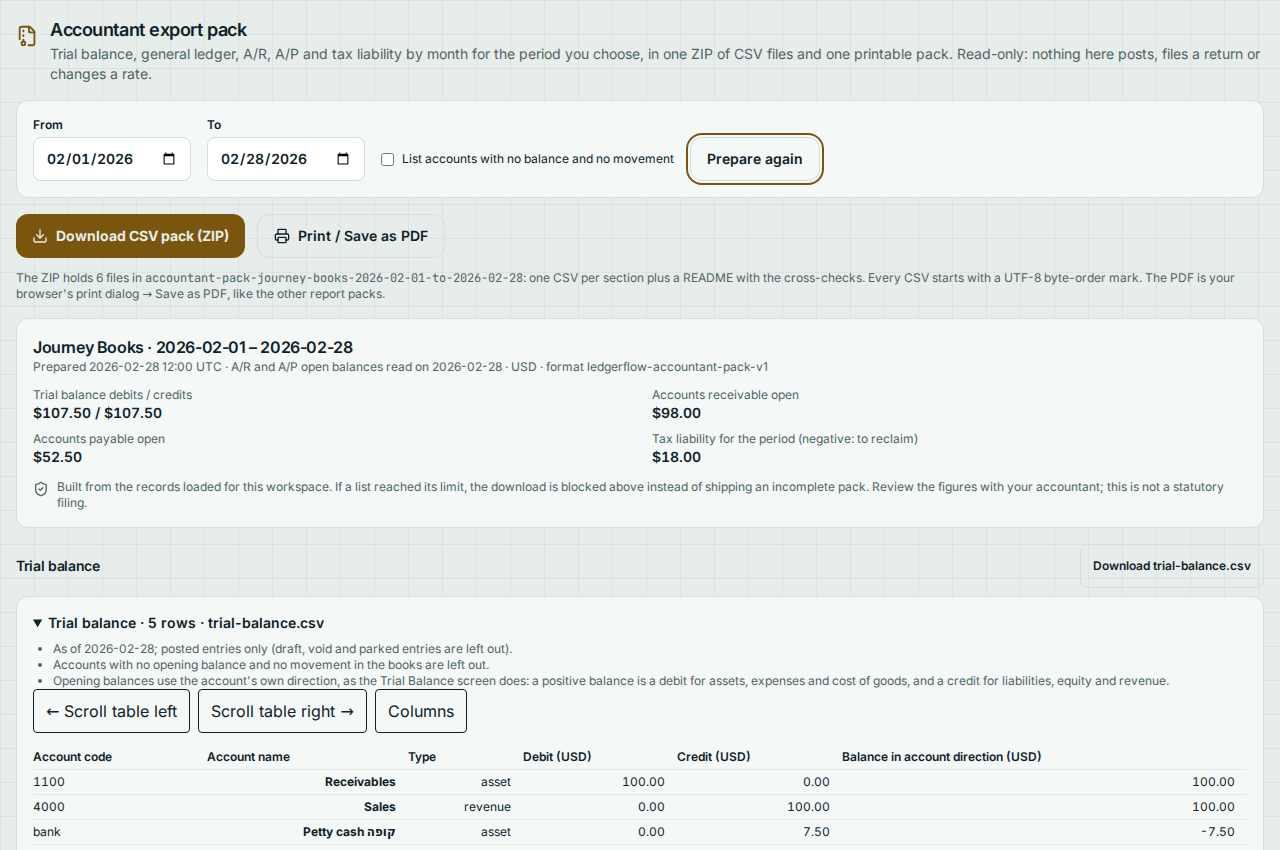 Accountant export pack
Trial balance, general ledger, A/R, A/P and tax liability by month for the period you choose, in one ZIP of CSV files and one printable pack. Read-only: nothing here posts, files a return or
changes a rate.
From
To
02/01/2026
02/28/2026
List accounts with no balance and no movement
Prepare again
Download CSV pack (ZIP)
Print / Save as PDF
The ZIP holds 6 files in accountant-pack-journey-books-2026-02-01-to-2026-02-28: one CSV per section plus a README with the cross-checks. Every CSV starts with a UTF-8 byte-order mark. The PDF is your
browser's print dialog → Save as PDF, like the other report packs.
Journey Books · 2026-02-01 – 2026-02-28
Prepared 2026-02-28 12:00 UTC · A/R and A/P open balances read on 2026-02-28 · USD · format ledgerflow-accountant-pack-v1
Trial balance debits / credits
$107.50 / $107.50
Accounts receivable open
$98.00
Accounts payable open
$52.50
Tax liability for the period (negative: to reclaim)
$18.00
Built from the records loaded for this workspace. If a list reached its limit, the download is blocked above instead of shipping an incomplete pack. Review the figures with your accountant; this is not a statutory
filing.
Trial balance
Download trial-balance.csv
▼ Trial balance · 5 rows · trial-balance.csv
• As of 2026-02-28; posted entries only (draft, void and parked entries are left out).
• Accounts with no opening balance and no movement in the books are left out.
• Opening balances use the account's own direction, as the Trial Balance screen does: a positive balance is a debit for assets, expenses and cost of goods, and a credit for liabilities, equity and revenue.
← Scroll table left
Scroll table right →
Columns
Account code Account name Type Debit (USD) Credit (USD) Balance in account direction (USD)
1100 Receivables asset 100.00 0.00 100.00
4000 Sales revenue 0.00 100.00 100.00
bank Petty cash קופה asset 0.00 7.50 -7.50